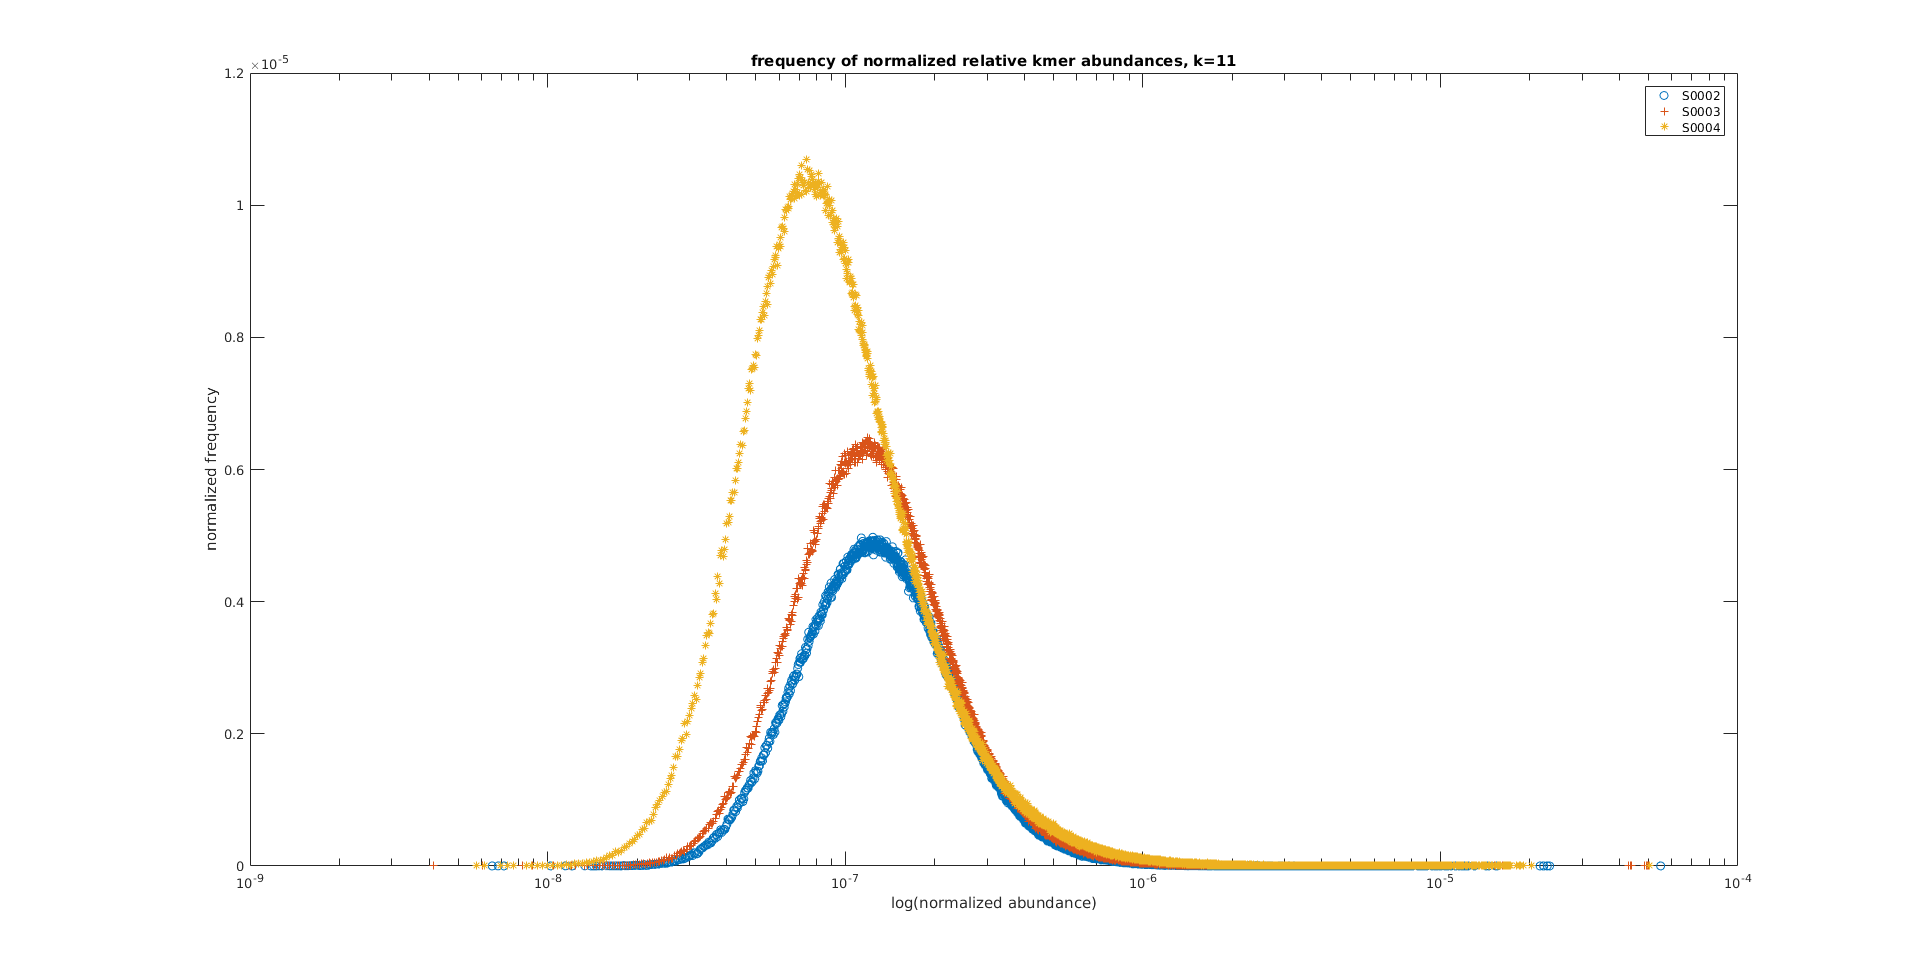 frequency of normalized relative kmer abundances, k=11
×10^-5
1.2
1
0.8
0.6
0.4
0.2
0
normalized frequency
S0002
S0003
S0004
10^-9 10^-8 10^-7 10^-6 10^-5 10^-4
log(normalized abundance)